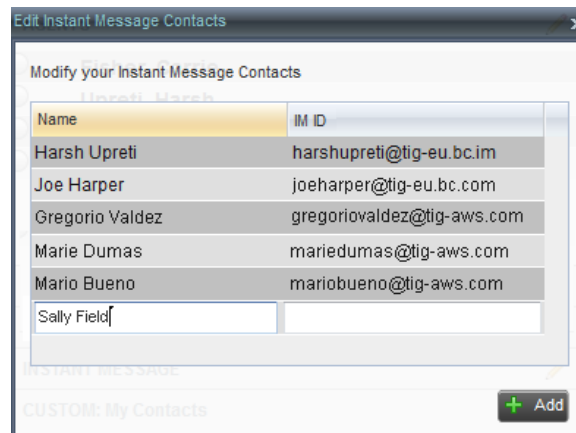 Edit Instant Message Contacts
Modify your Instant Message Contacts
Upreti, Harsh
Name IM ID
Harsh Upreti harshupreti@tig-eu.bc.im
Joe Harper joeharper@tig-eu.bc.com
Gregorio Valdez gregoriovaldez@tig-aws.com
Marie Dumas mariedumas@tig-aws.com
Mario Bueno mariobueno@tig-aws.com
Sally Field
INSTANT MESSAGE
CUSTOM: My Contacts
Add